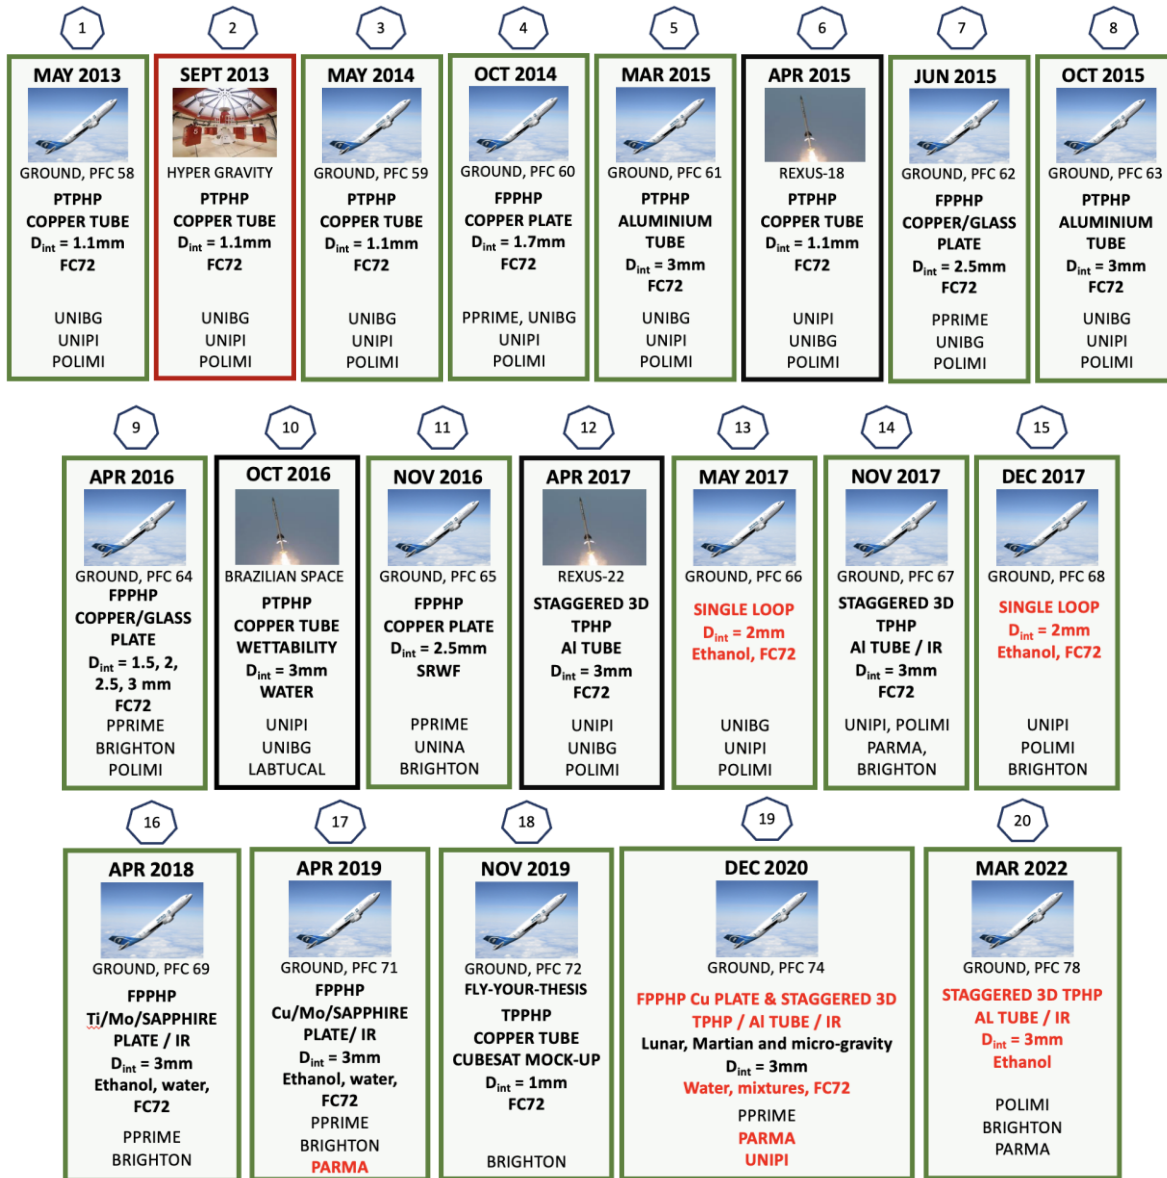 1
MAY 2013
GROUND, PFC 58
PTPHP
COPPER TUBE
Dint = 1.1mm
FC72
UNIBG
UNIPI
POLIMI
2
SEPT 2013
HYPER GRAVITY
PTPHP
COPPER TUBE
Dint = 1.1mm
FC72
UNIBG
UNIPI
POLIMI
3
MAY 2014
GROUND, PFC 59
PTPHP
COPPER TUBE
Dint = 1.1mm
FC72
UNIBG
UNIPI
POLIMI
4
OCT 2014
GROUND, PFC 60
FPPHP
COPPER PLATE
Dint = 1.7mm
FC72
PPRIME, UNIBG
UNIPI
POLIMI
5
MAR 2015
GROUND, PFC 61
PTPHP
ALUMINIUM
TUBE
Dint = 3mm
FC72
UNIBG
UNIPI
POLIMI
6
APR 2015
REXUS-18
PTPHP
COPPER TUBE
Dint = 1.1mm
FC72
UNIPI
UNIBG
POLIMI
7
JUN 2015
GROUND, PFC 62
FPPHP
COPPER/GLASS
PLATE
Dint = 2.5mm
FC72
PPRIME
UNIBG
POLIMI
8
OCT 2015
GROUND, PFC 63
PTPHP
ALUMINIUM
TUBE
Dint = 3mm
FC72
UNIBG
UNIPI
POLIMI
9
APR 2016
GROUND, PFC 64
FPPHP
COPPER/GLASS
PLATE
Dint = 1.5, 2,
2.5, 3 mm
FC72
PPRIME
BRIGHTON
POLIMI
10
OCT 2016
BRAZILIAN SPACE
PTPHP
COPPER TUBE
WETTABILITY
Dint = 3mm
WATER
UNIPI
UNIBG
LABTUCAL
11
NOV 2016
GROUND, PFC 65
FPPHP
COPPER PLATE
Dint = 2.5mm
SRWF
PPRIME
UNINA
BRIGHTON
12
APR 2017
REXUS-22
STAGGERED 3D
TPHP
Al TUBE
Dint = 3mm
FC72
UNIPI
UNIBG
POLIMI
13
MAY 2017
GROUND, PFC 66
SINGLE LOOP
Dint = 2mm
Ethanol, FC72
UNIBG
UNIPI
POLIMI
14
NOV 2017
GROUND, PFC 67
STAGGERED 3D
TPHP
Al TUBE / IR
Dint = 3mm
FC72
UNIPI, POLIMI
PARMA,
BRIGHTON
15
DEC 2017
GROUND, PFC 68
SINGLE LOOP
Dint = 2mm
Ethanol, FC72
UNIPI
POLIMI
BRIGHTON
16
APR 2018
GROUND, PFC 69
FPPHP
Ti/Mo/SAPPHIRE
PLATE / IR
Dint = 3mm
Ethanol, water,
FC72
PPRIME
BRIGHTON
17
APR 2019
GROUND, PFC 71
FPPHP
Cu/Mo/SAPPHIRE
PLATE/ IR
Dint = 3mm
Ethanol, water,
FC72
PPRIME
BRIGHTON
PARMA
18
NOV 2019
GROUND, PFC 72
FLY-YOUR-THESIS
TPPHP
COPPER TUBE
CUBESAT MOCK-UP
Dint = 1mm
FC72
BRIGHTON
19
DEC 2020
GROUND, PFC 74
FPPHP Cu PLATE & STAGGERED 3D
TPHP / Al TUBE / IR
Lunar, Martian and micro-gravity
Dint = 3mm
Water, mixtures, FC72
PPRIME
PARMA
UNIPI
20
MAR 2022
GROUND, PFC 78
STAGGERED 3D TPHP
AL TUBE / IR
Dint = 3mm
Ethanol
POLIMI
BRIGHTON
PARMA